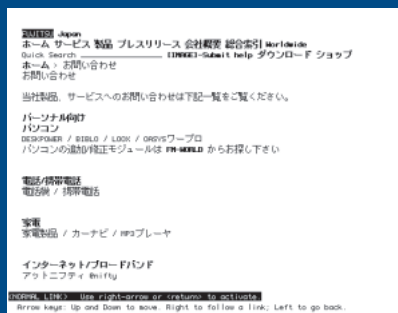 FUJITSU Japan
ホーム サービス 製品 プレスリリース 会社概要 総合索引 Worldwide
Quick Search ____________ [IMAGE]-Submit help ダウンロード ショップ
ホーム > お問い合わせ
お問い合わせ
当社製品、サービスへのお問い合わせは下記一覧をご覧ください。
パーソナル向け
パソコン
DESKPOWER / BIBLO / LOOX / OASYSワープロ
パソコンの追加/修正モジュールは FM-WORLD からお探し下さい
電話/携帯電話
電話機 / 携帯電話
家電
家電製品 / カーナビ / MP3プレーヤ
インターネット/ブロードバンド
アットニフティ @nifty
(NORMAL LINK) Use right-arrow or <return> to activate.
Arrow keys: Up and Down to move. Right to follow a link; Left to go back.